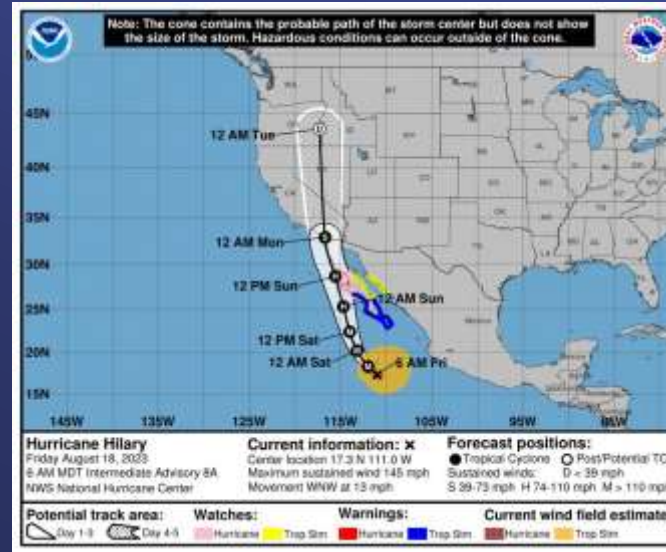 Note: The cone contains the probable path of the storm center but does not show
the size of the storm. Hazardous conditions can occur outside of the cone.
45N
12 AM Tue
40N
35N
12 AM Mon
30N
12 PM Sun
12 AM Sun
25N
12 PM Sat
20N
12 AM Sat
6 AM Fri
15N
145W 135W 125W 115W 105W 95W 85W
Hurricane Hilary
Friday August 18, 2023
6 AM MDT Intermediate Advisory 8A
NWS National Hurricane Center
Current information: x
Center location 17.3 N 111.0 W
Maximum sustained wind 145 mph
Movement WNW at 13 mph
Forecast positions:
● Tropical Cyclone ○ Post/Potential TC
Sustained winds: D < 39 mph
S 39-73 mph H 74-110 mph M > 110 mph
Potential track area:
Day 1-3 Day 4-5
Watches:
Hurricane Trop Stm
Warnings:
Hurricane Trop Stm
Current wind field estimate
Hurricane Trop Stm